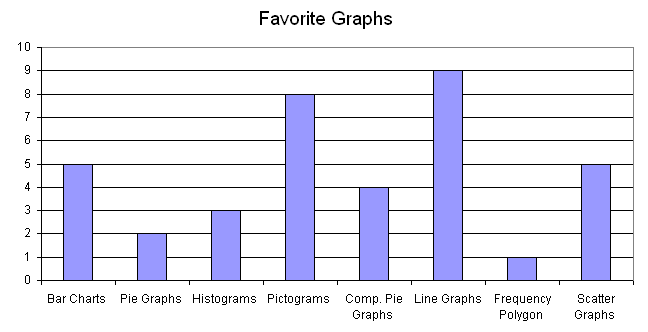 Favorite Graphs
10
9
8
7
6
5
4
3
2
1
0
Bar Charts
Pie Graphs
Histograms
Pictograms
Comp. Pie
Graphs
Line Graphs
Frequency
Polygon
Scatter
Graphs